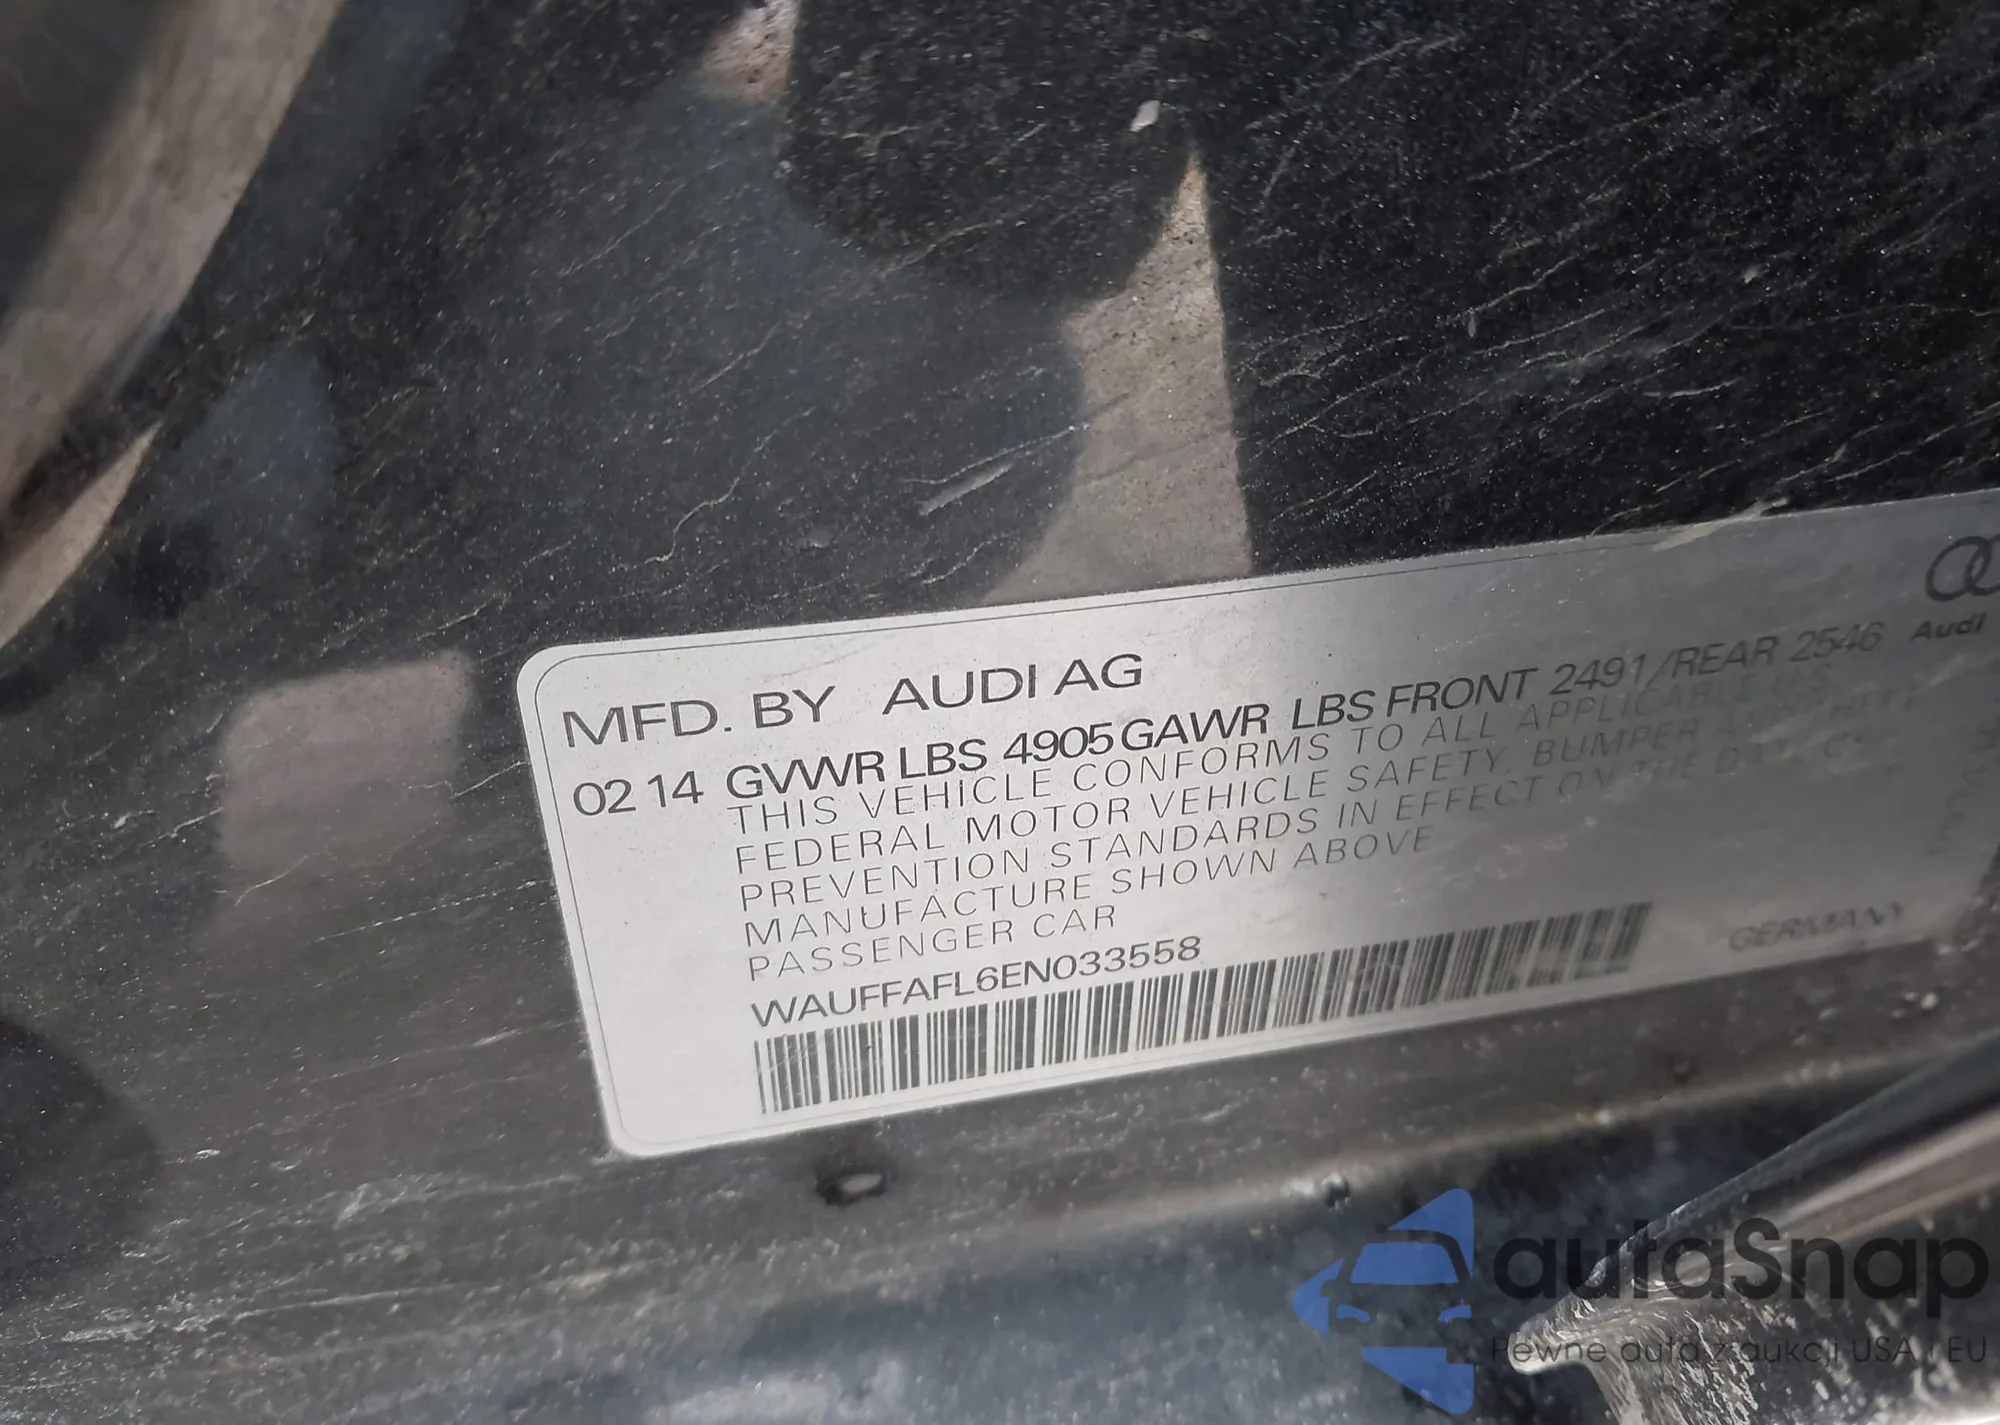 MFD. BY AUDI AG
Audi
02 14 GVWR LBS 4905 GAWR LBS FRONT 2491/REAR 2546
THIS VEHICLE CONFORMS TO ALL APPLICABLE
FEDERAL MOTOR VEHICLE SAFETY, BUMPER
PREVENTION STANDARDS IN EFFECT ON THE DATE OF
MANUFACTURE SHOWN ABOVE
PASSENGER CAR
WAUFFAFL6EN033558
GERMANY
autaSnap
Pewne auta z aukcji USA i EU